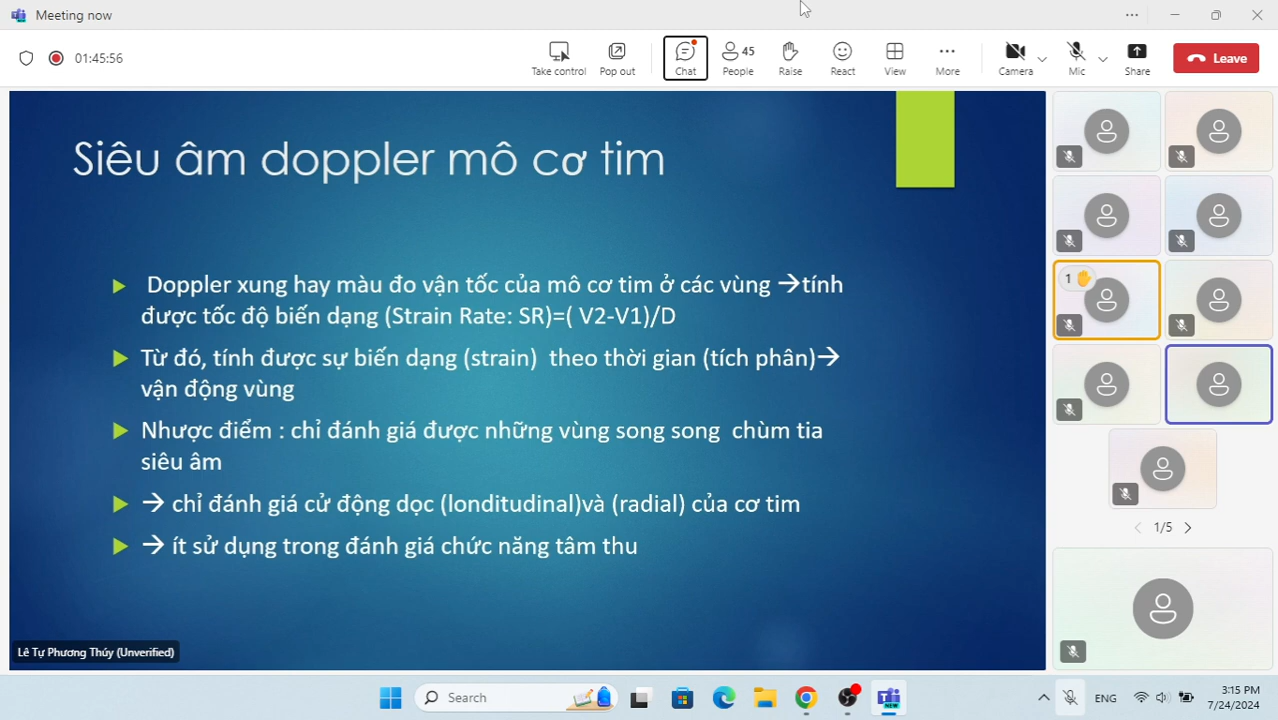 Meeting now
01:45:56
Take control
Pop out
Chat
45
People
Raise
React
View
More
Camera
Mic
Share
Leave
Siêu âm doppler mô cơ tim
Doppler xung hay màu đo vận tốc của mô cơ tim ở các vùng →tính
được tốc độ biến dạng (Strain Rate: SR)=( V2-V1)/D
Từ đó, tính được sự biến dạng (strain) theo thời gian (tích phân)→
vận động vùng
Nhược điểm : chỉ đánh giá được những vùng song song chùm tia
siêu âm
→ chỉ đánh giá cử động dọc (londitudinal)và (radial) của cơ tim
→ ít sử dụng trong đánh giá chức năng tâm thu
Lê Tự Phương Thúy (Unverified)
1
1/5
Search
NEW
ENG
3:15 PM
7/24/2024